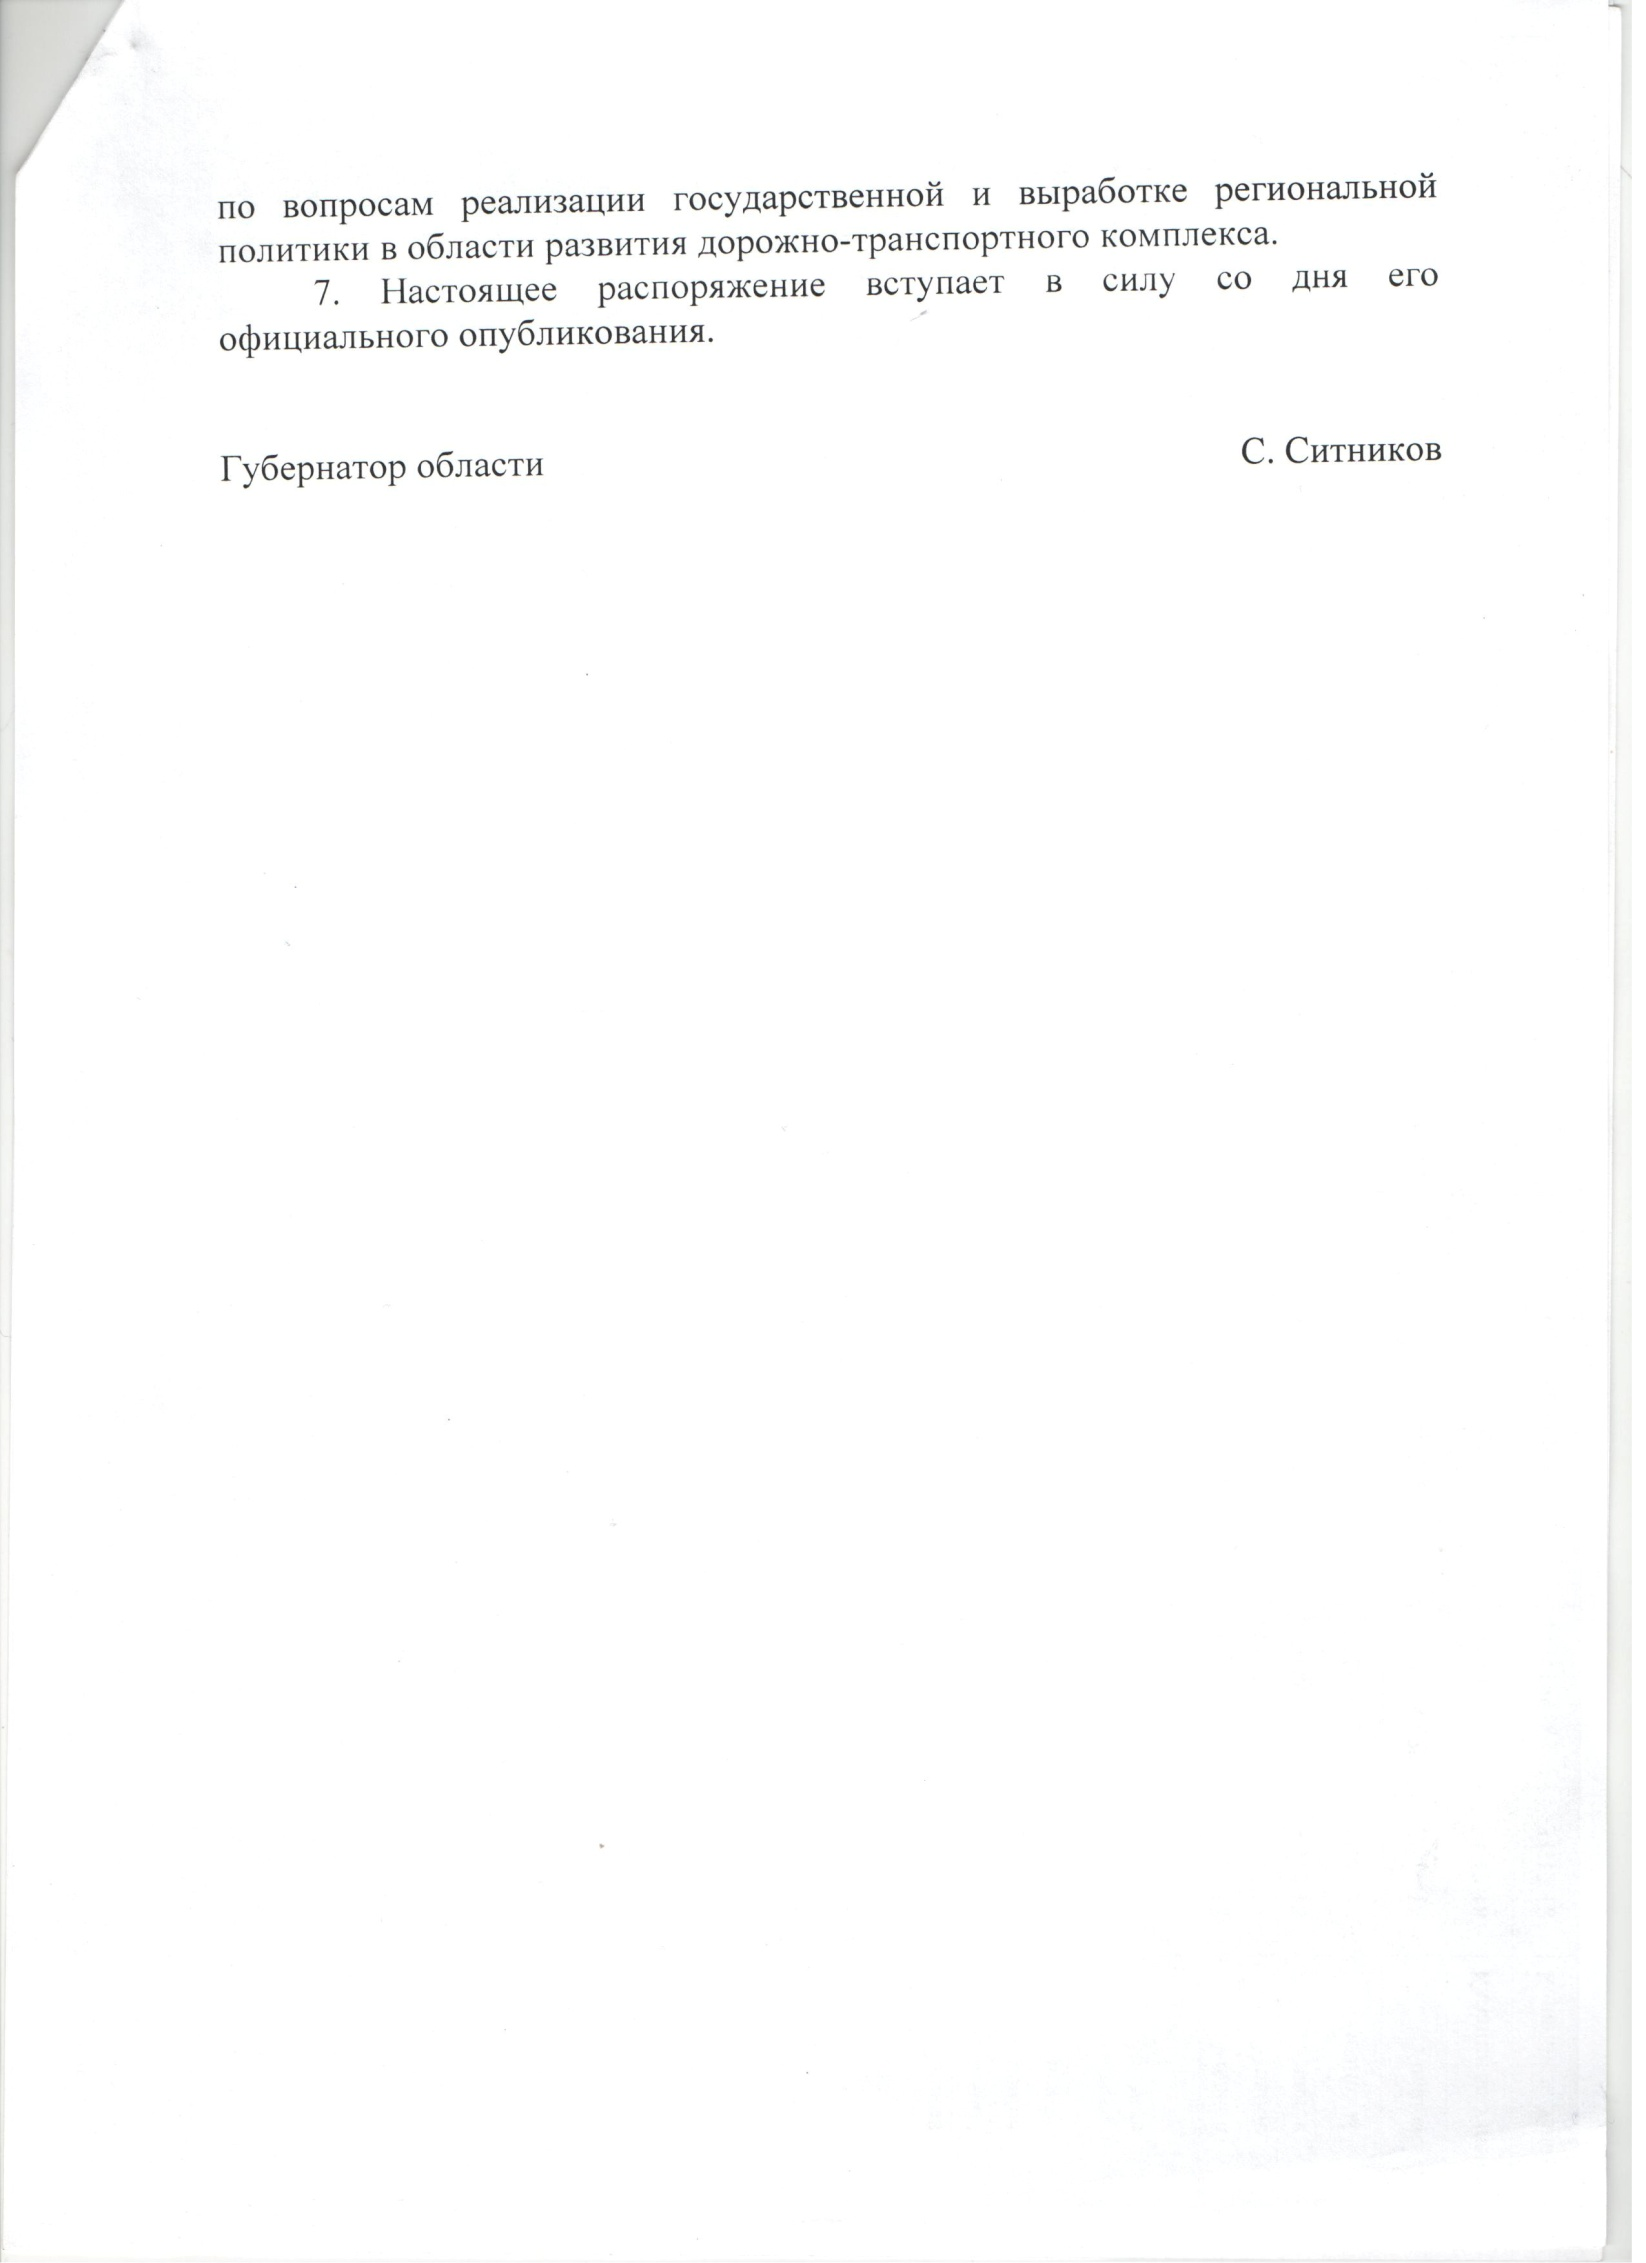 по вопросам реализации государственной и выработке региональной
политики в области развития дорожно-транспортного комплекса.
7. Настоящее распоряжение вступает в силу со дня его
официального опубликования.
Губернатор области С. Ситников